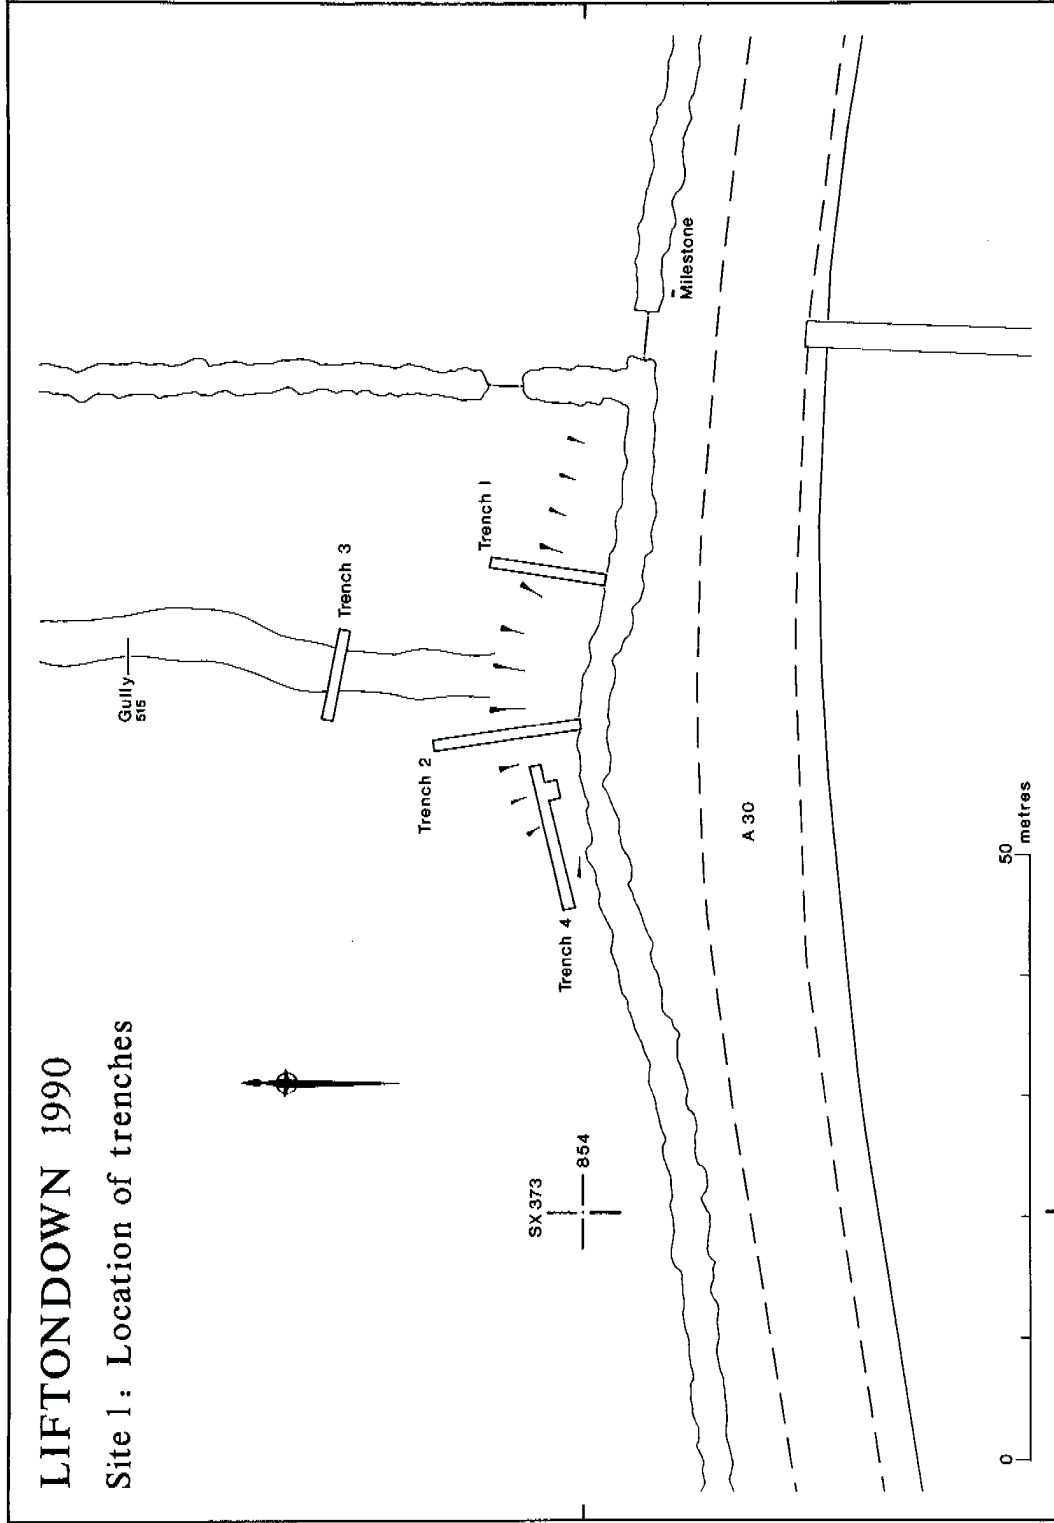 LIFTONDOWN 1990
Site 1: Location of trenches
Gully
515
Trench 3
Trench 1
Trench 2
Trench 4
SX 373
854
Milestone
A 30
0
50
metres